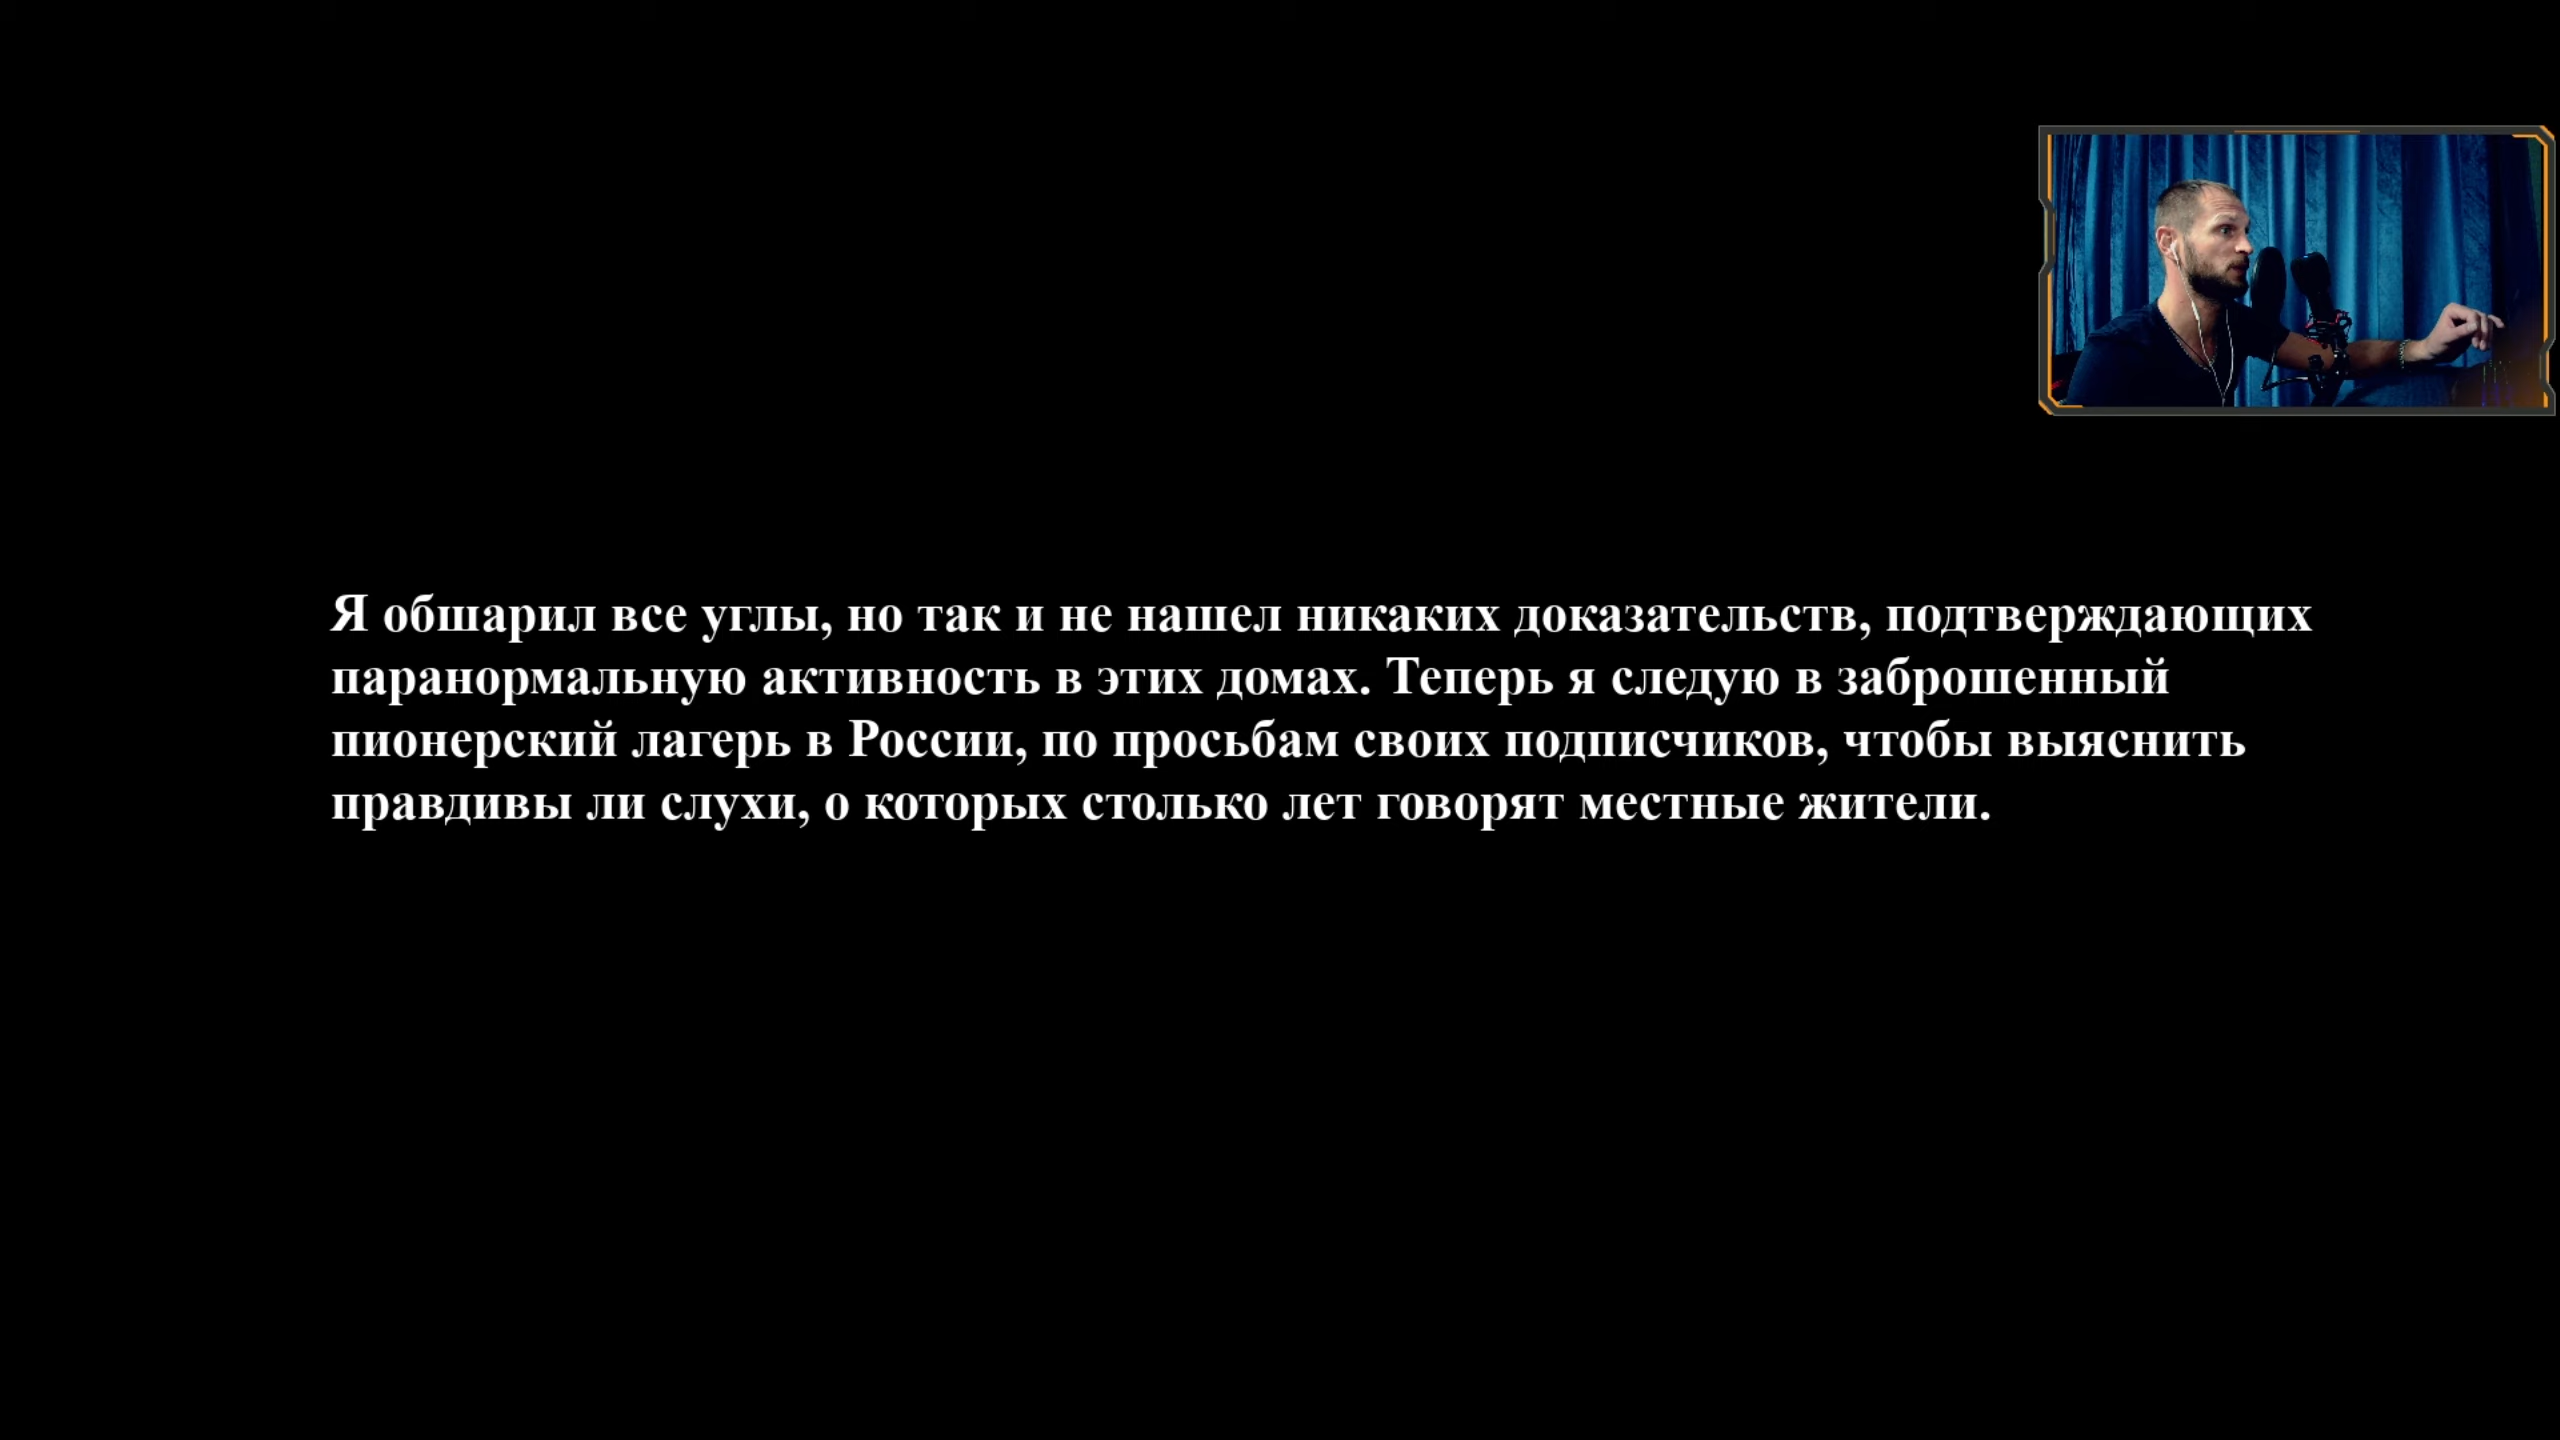 Я обшарил все углы, но так и не нашел никаких доказательств, подтверждающих
паранормальную активность в этих домах. Теперь я следую в заброшенный
пионерский лагерь в России, по просьбам своих подписчиков, чтобы выяснить
правдивы ли слухи, о которых столько лет говорят местные жители.